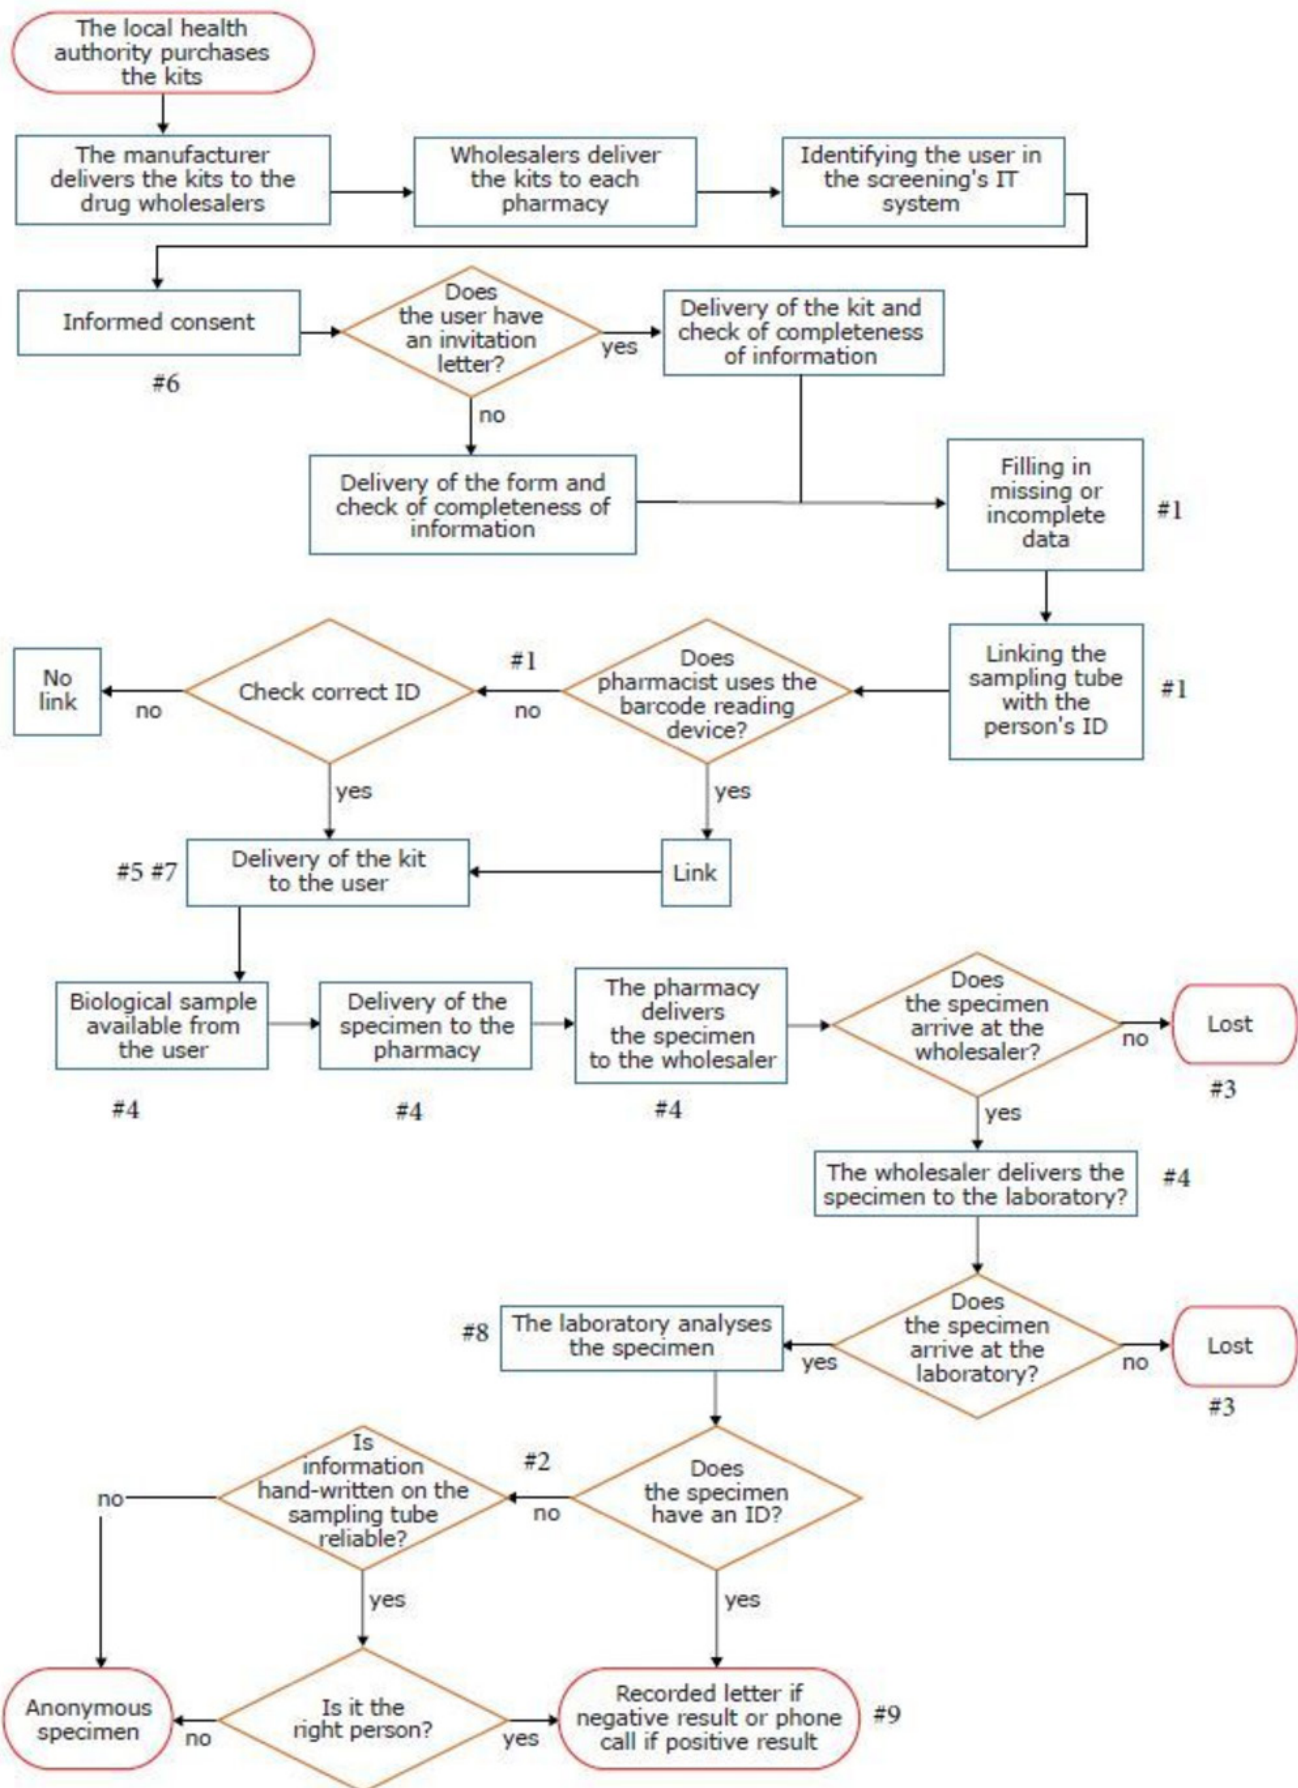 The local health
authority purchases
the kits
The manufacturer
delivers the kits to the
drug wholesalers
Wholesalers deliver
the kits to each
pharmacy
Identifying the user in
the screening's IT
system
Informed consent
#6
Does
the user have
an invitation
letter?
yes
no
Delivery of the kit and
check of completeness
of information
Delivery of the form and
check of completeness of
information
Filling in
missing or
incomplete
data
#1
Linking the
sampling tube
with the
person's ID
#1
Does
pharmacist uses the
barcode reading
device?
#1
no
yes
Check correct ID
no
yes
No
link
Link
#5 #7
Delivery of the kit
to the user
Biological sample
available from
the user
#4
Delivery of the
specimen to the
pharmacy
#4
The pharmacy
delivers
the specimen
to the wholesaler
#4
Does
the specimen
arrive at the
wholesaler?
no
yes
Lost
#3
The wholesaler delivers the
specimen to the laboratory?
#4
Does
the specimen
arrive at the
laboratory?
no
yes
Lost
#3
#8
The laboratory analyses
the specimen
Does
the specimen
have an ID?
#2
no
yes
Is
information
hand-written on the
sampling tube
reliable?
no
yes
Is it the
right person?
no
yes
Anonymous
specimen
Recorded letter if
negative result or phone
call if positive result
#9